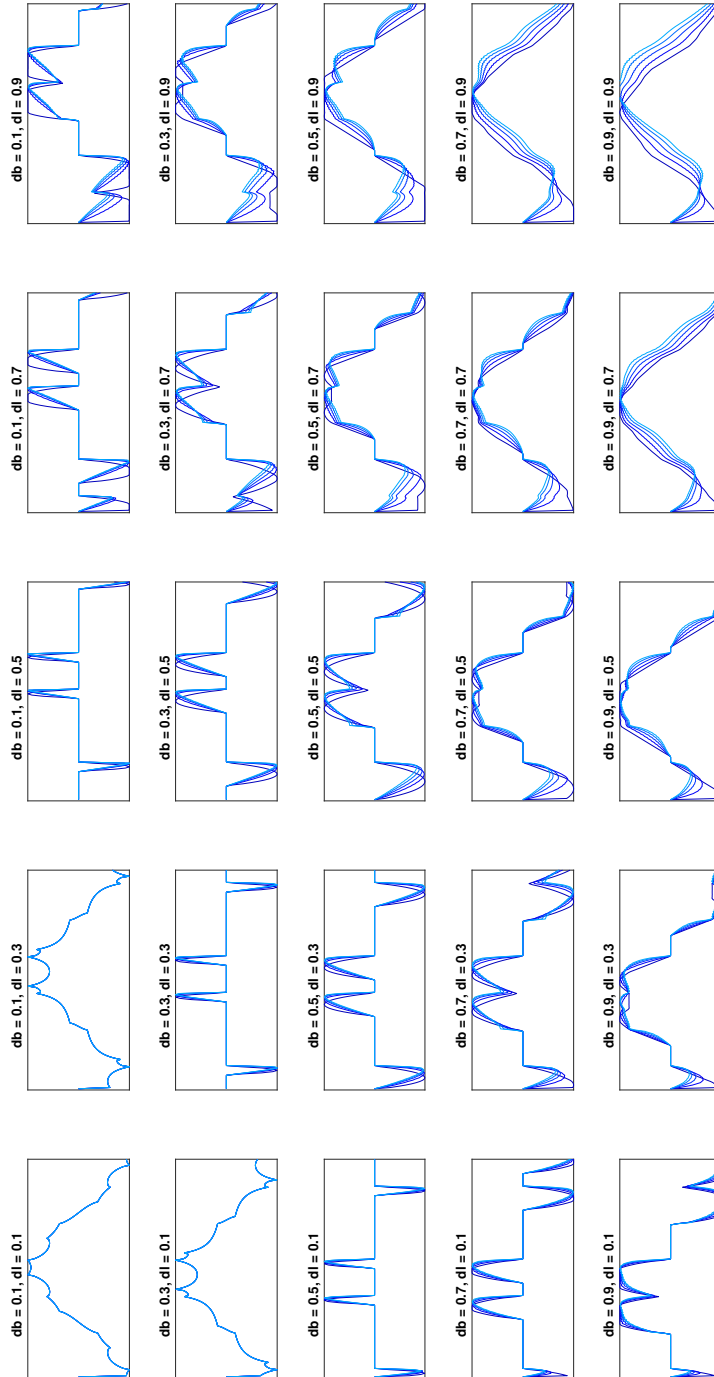 db = 0.1, dl = 0.1
db = 0.1, dl = 0.3
db = 0.1, dl = 0.5
db = 0.1, dl = 0.7
db = 0.1, dl = 0.9
db = 0.3, dl = 0.1
db = 0.3, dl = 0.3
db = 0.3, dl = 0.5
db = 0.3, dl = 0.7
db = 0.3, dl = 0.9
db = 0.5, dl = 0.1
db = 0.5, dl = 0.3
db = 0.5, dl = 0.5
db = 0.5, dl = 0.7
db = 0.5, dl = 0.9
db = 0.7, dl = 0.1
db = 0.7, dl = 0.3
db = 0.7, dl = 0.5
db = 0.7, dl = 0.7
db = 0.7, dl = 0.9
db = 0.9, dl = 0.1
db = 0.9, dl = 0.3
db = 0.9, dl = 0.5
db = 0.9, dl = 0.7
db = 0.9, dl = 0.9